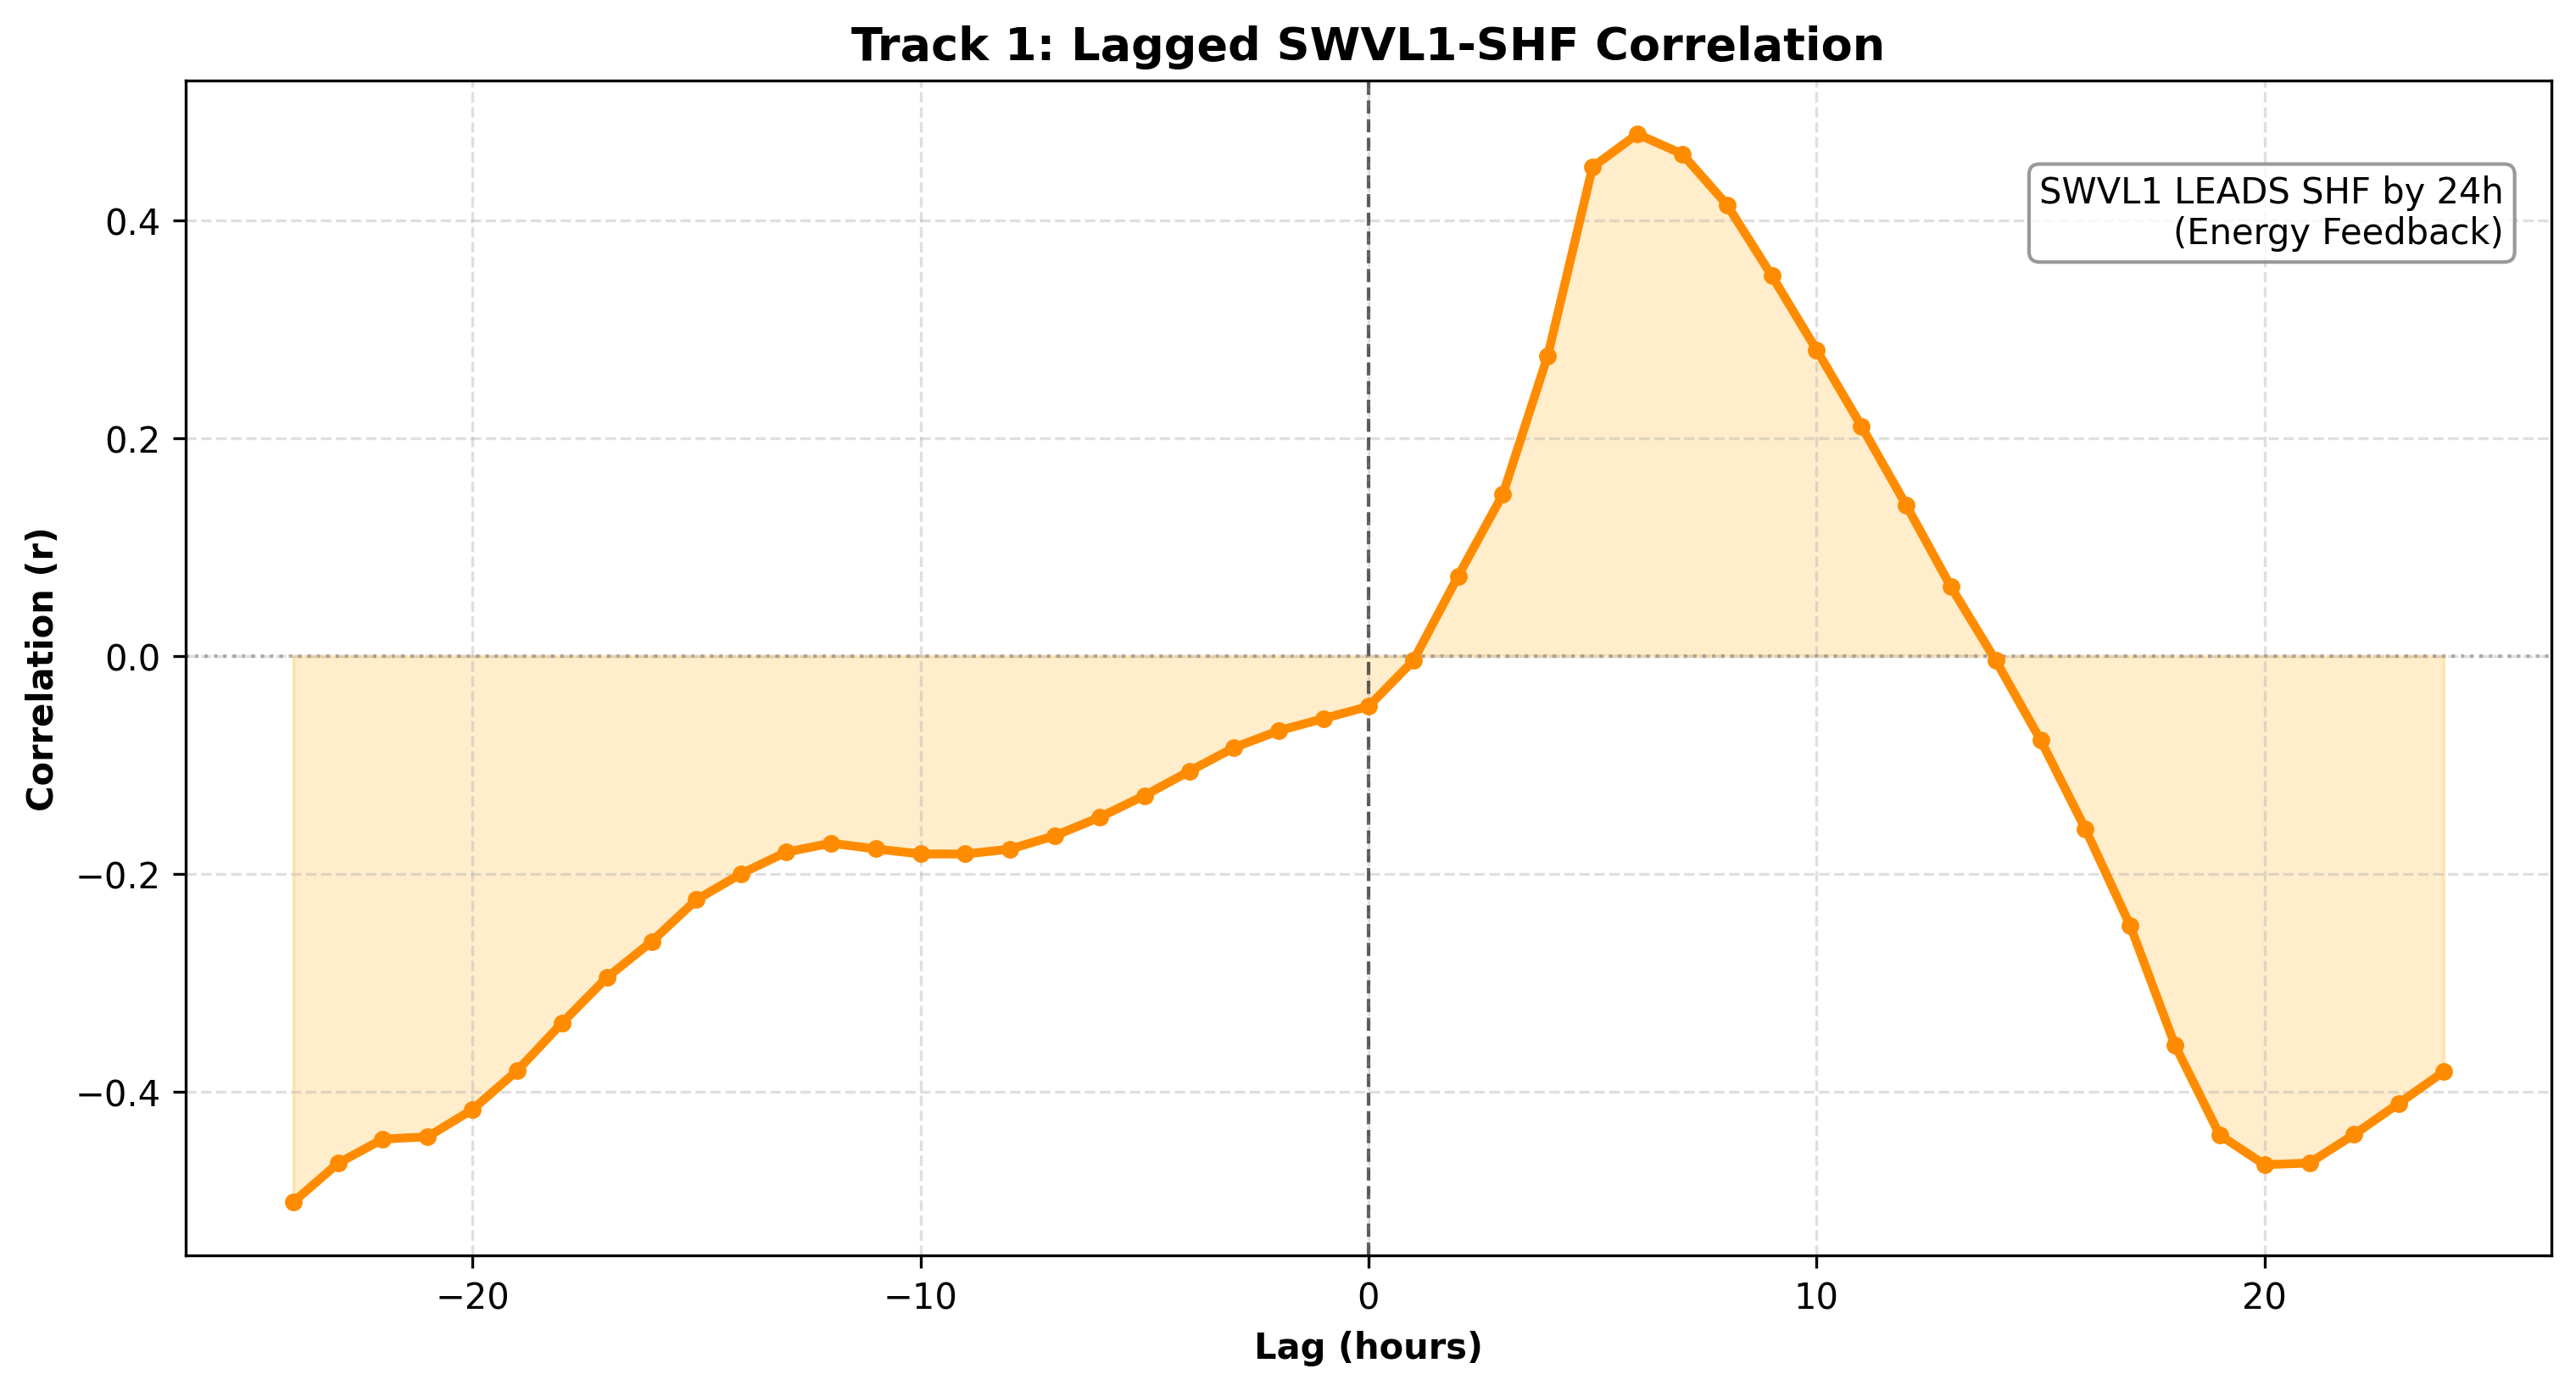 Track 1: Lagged SWVL1-SHF Correlation
SWVL1 LEADS SHF by 24h
(Energy Feedback)
Correlation (r)
0.4
0.2
0.0
−0.2
−0.4
−20
−10
0
10
20
Lag (hours)